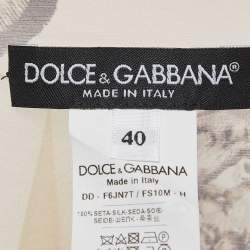 DOLCE & GABBANA®
MADE IN ITALY
40
DOLCE & GABBANA
MADE IN ITALY
DD - F6JN7T / FS10M - H
100% SETA-SILK-SEDA-SOIE